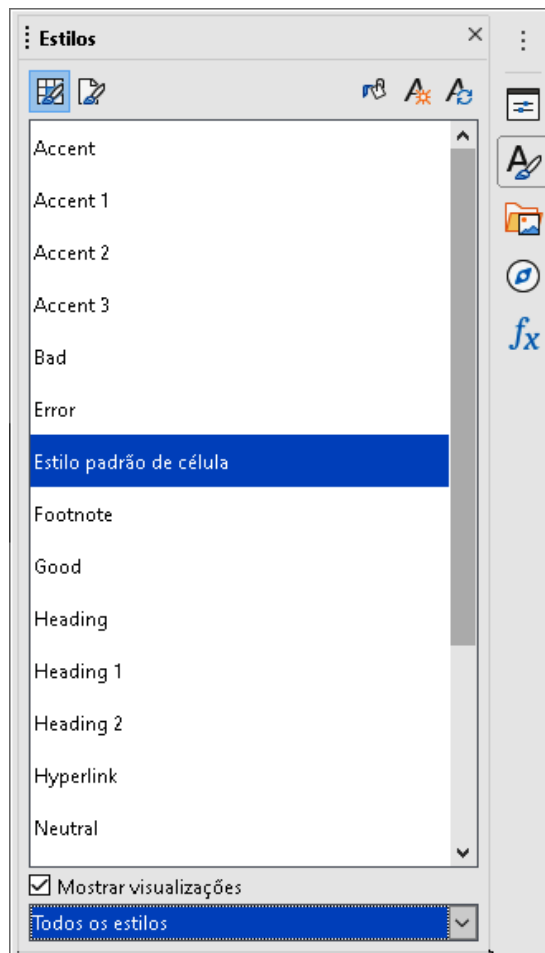 Estilos
Accent
Accent 1
Accent 2
Accent 3
Bad
Error
Estilo padrão de célula
Footnote
Good
Heading
Heading 1
Heading 2
Hyperlink
Neutral
Mostrar visualizações
Todos os estilos
fx